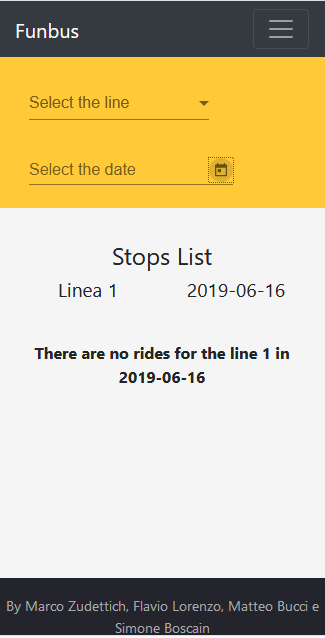 Funbus
Select the line
Select the date
Stops List
Linea 1 2019-06-16
There are no rides for the line 1 in
2019-06-16
By Marco Zudettich, Flavio Lorenzo, Matteo Bucci e
Simone Boscain